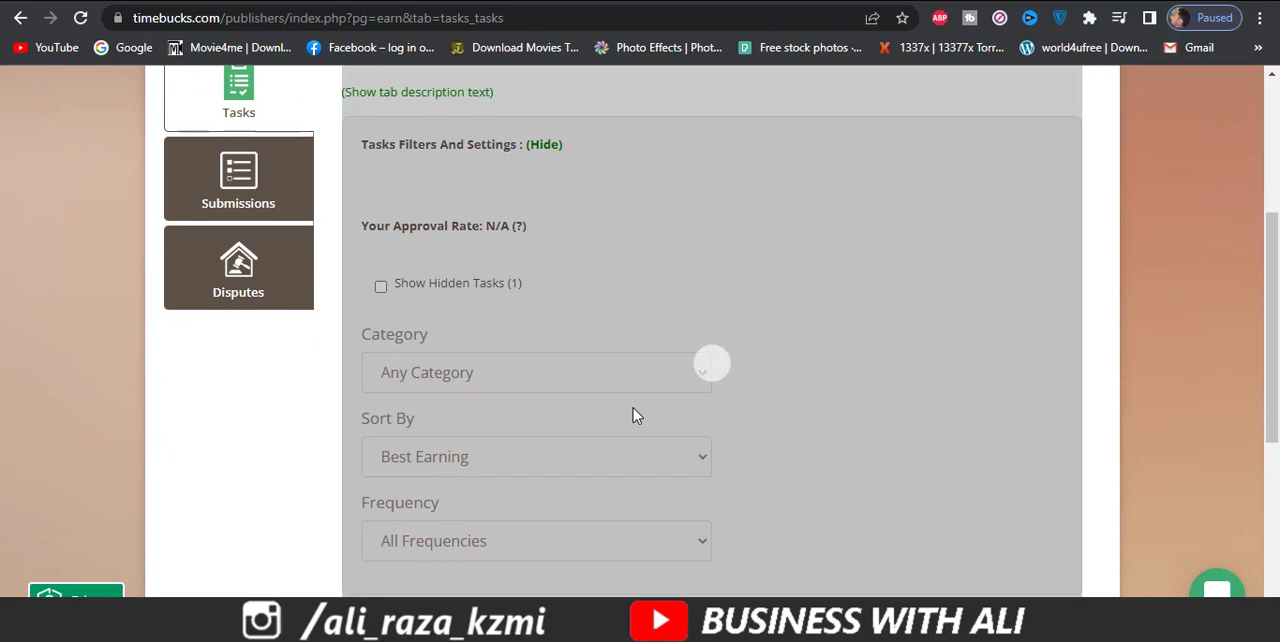 timebucks.com/publishers/index.php?pg=earn&tab=tasks_tasks
ABP
Paused
YouTube
Google
Movie4me | Downl...
Facebook – log in o...
Download Movies T...
Photo Effects | Phot...
Free stock photos ·...
1337x | 13377x Torr...
world4ufree | Down...
Gmail
»
Tasks
Submissions
Disputes
(Show tab description text)
Tasks Filters And Settings : (Hide)
Your Approval Rate: N/A (?)
Show Hidden Tasks (1)
Category
Any Category
Sort By
Best Earning
Frequency
All Frequencies
/ali_raza_kzmi
BUSINESS WITH ALI